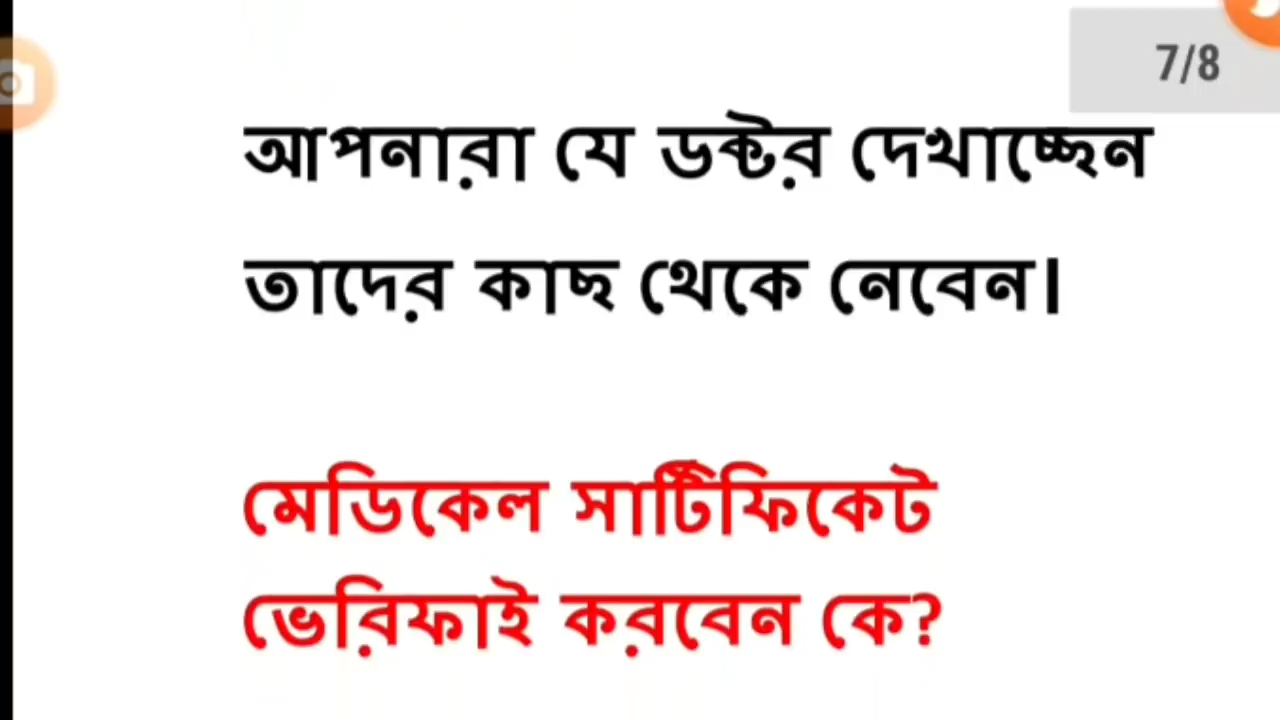 7/8
আপনারা যে ডক্টর দেখাচ্ছেন
তাদের কাছ থেকে নেবেন।
মেডিকেল সার্টিফিকেট
ভেরিফাই করবেন কে?